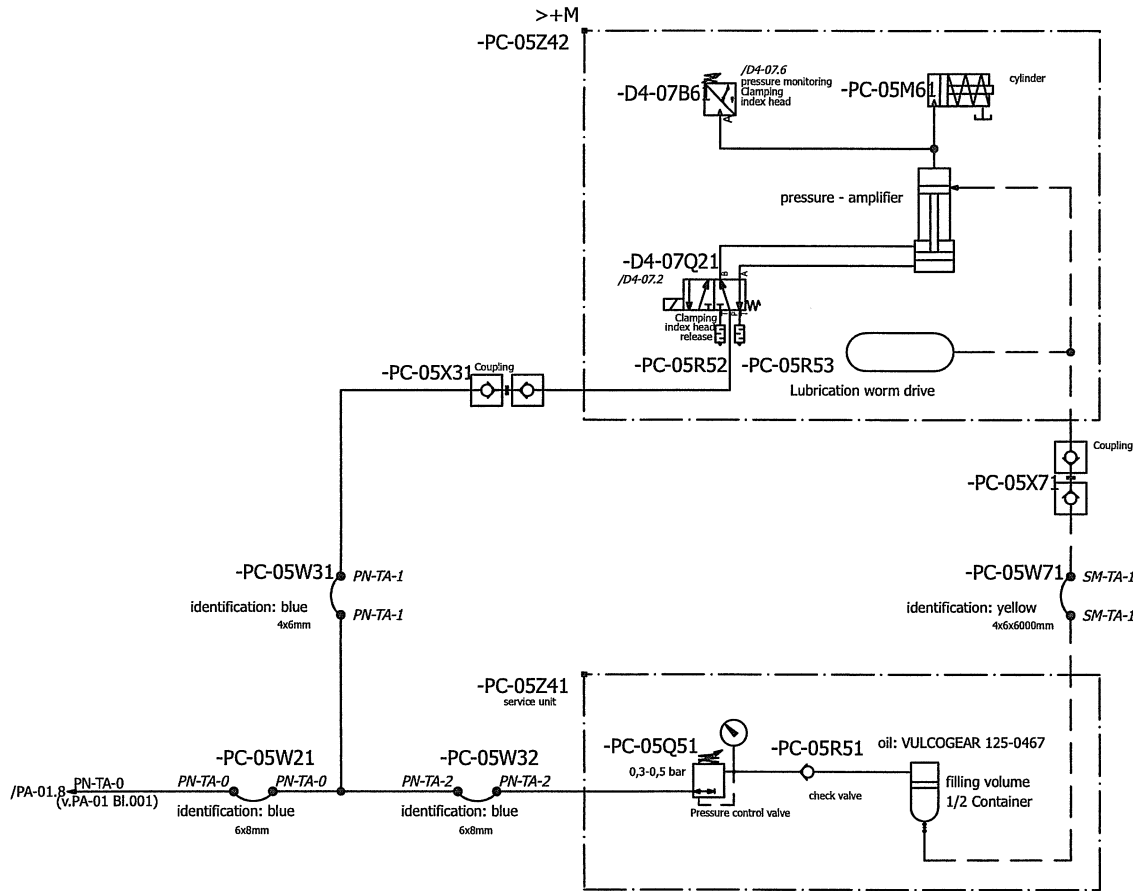 >+M
-PC-05Z42
/D4-07.6
pressure monitoring
Clamping
index head
-D4-07B61
A
-PC-05M61
cylinder
pressure - amplifier
-D4-07Q21
/D4-07.2
B
A
T
P
T
Clamping
index head
release
-PC-05R52
-PC-05R53
Lubrication worm drive
-PC-05X31
Coupling
Coupling
-PC-05X71
-PC-05W31
PN-TA-1
identification: blue
4x6mm
PN-TA-1
-PC-05W71
SM-TA-1
identification: yellow
4x6x6000mm
SM-TA-1
-PC-05Z41
service unit
-PC-05W21
-PC-05W32
-PC-05Q51
-PC-05R51
oil: VULCOGEAR 125-0467
0,3-0,5 bar
filling volume
1/2 Container
check valve
Pressure control valve
/PA-01.8
PN-TA-0
(v.PA-01 Bl.001)
PN-TA-0
PN-TA-0
PN-TA-2
PN-TA-2
identification: blue
6x8mm
identification: blue
6x8mm